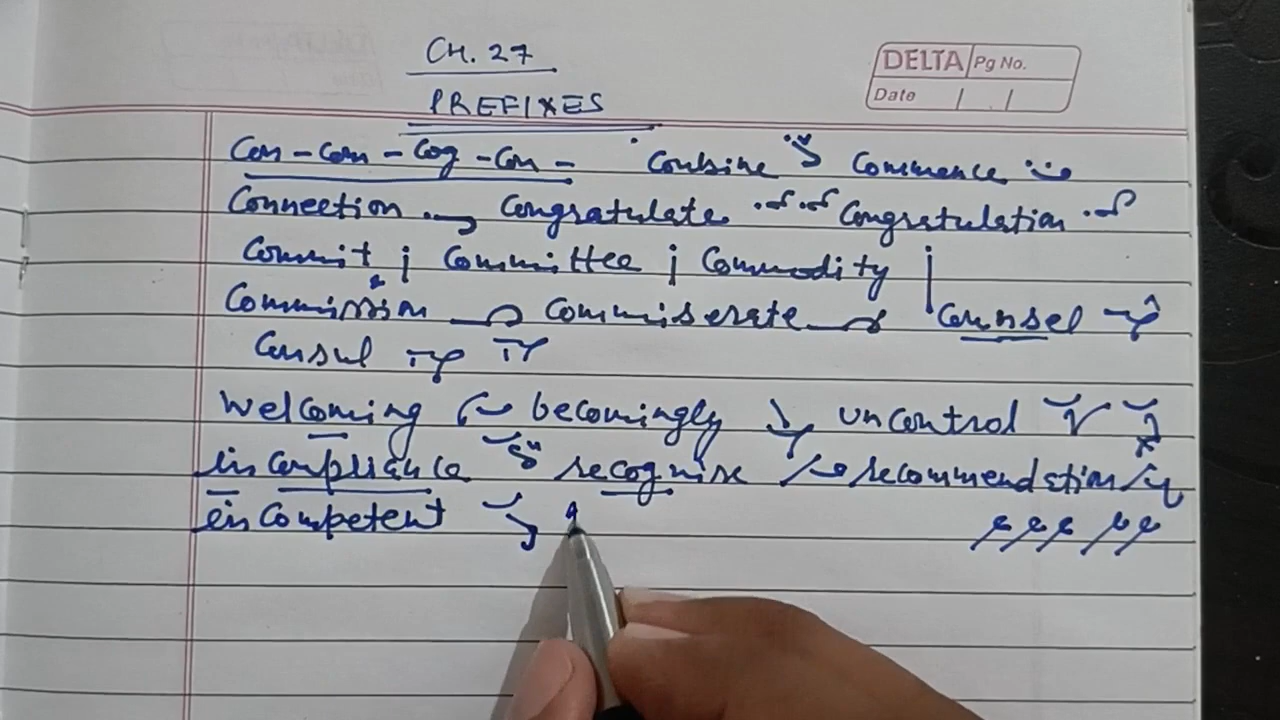 CH. 27
DELTA Pg No.
Date / /
PREFIXES
Con - Com - Cog - Con - Combine Commence
Connection Congratulate Congratulation
Commit Committee Commodity
Commission Commiserate Counsel
Consul
Welcoming becomingly uncontrol
incompliance recognise recommendation
incompetent